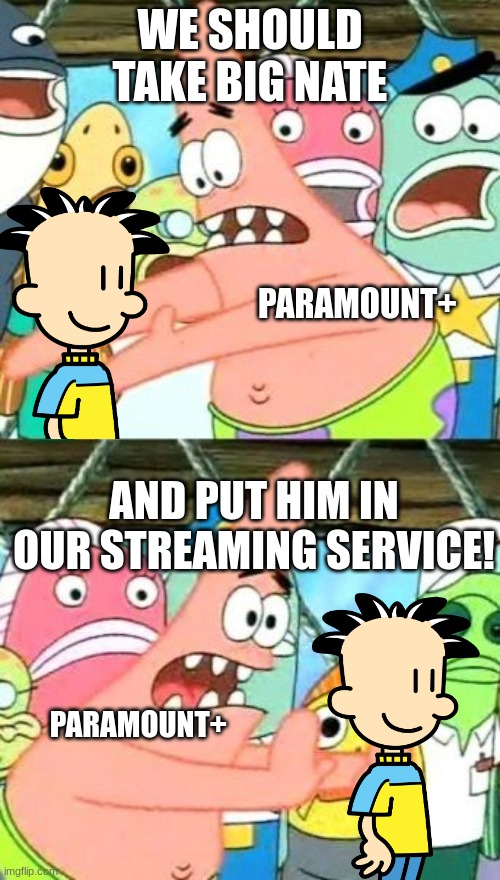 WE SHOULD
TAKE BIG NATE
PARAMOUNT+
AND PUT HIM IN
OUR STREAMING SERVICE!
PARAMOUNT+
imgflip.com